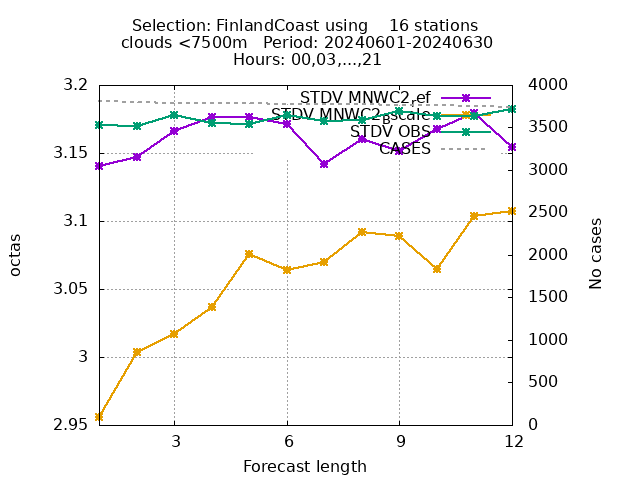 Selection: FinlandCoast using 16 stations
clouds <7500m Period: 20240601-20240630
Hours: 00,03,...,21
3.2
3.15
3.1
3.05
3
2.95
octas
4000
3500
3000
2500
2000
1500
1000
500
0
No cases
STDV MNWC2_ef
STDV OBS
CASES
3
6
9
12
Forecast length